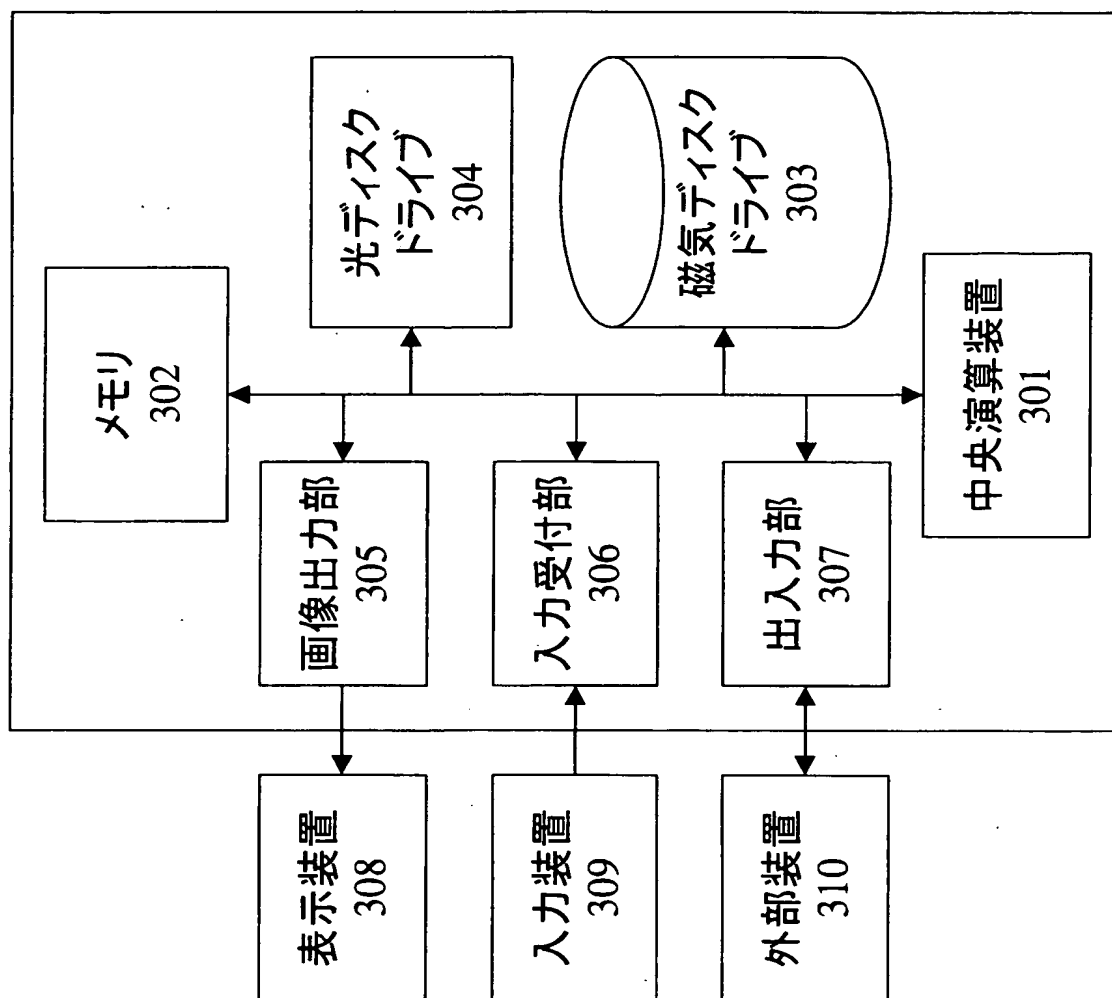 外部装置
310
入力装置
309
表示装置
308
出入力部
307
入力受付部
306
画像出力部
305
中央演算装置
301
メモリ
302
磁気ディスク
ドライブ
303
光ディスク
ドライブ
304